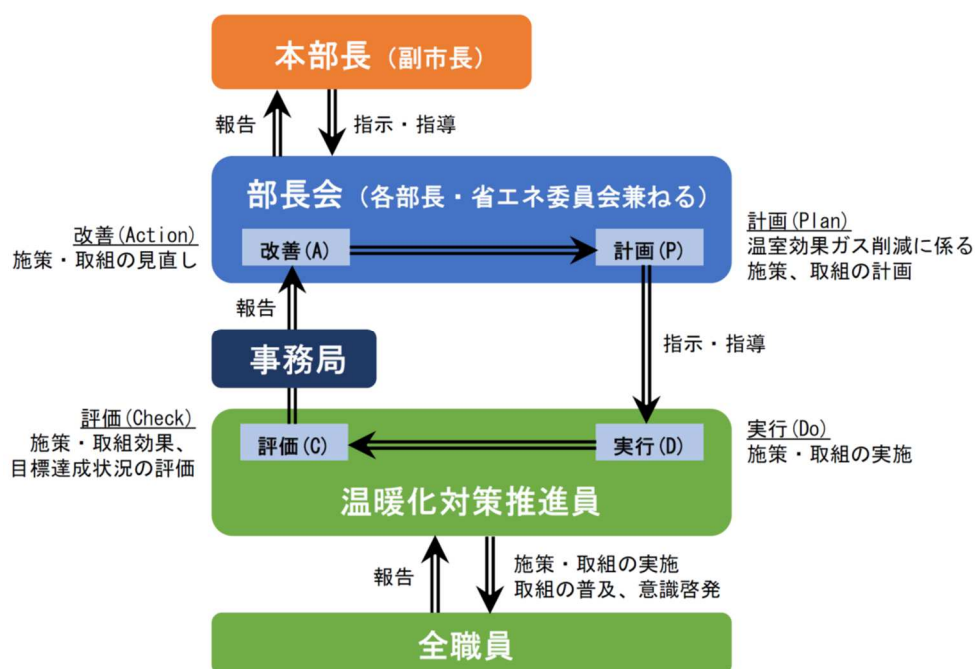 本部長（副市長）
報告
指示・指導
部長会（各部長・省エネ委員会兼ねる）
改善(Action)
施策・取組の見直し
改善(A)
計画(P)
計画(Plan)
温室効果ガス削減に係る
施策、取組の計画
報告
事務局
指示・指導
評価(Check)
施策・取組効果、
目標達成状況の評価
評価(C)
実行(D)
実行(Do)
施策・取組の実施
温暖化対策推進員
報告
施策・取組の実施
取組の普及、意識啓発
全職員